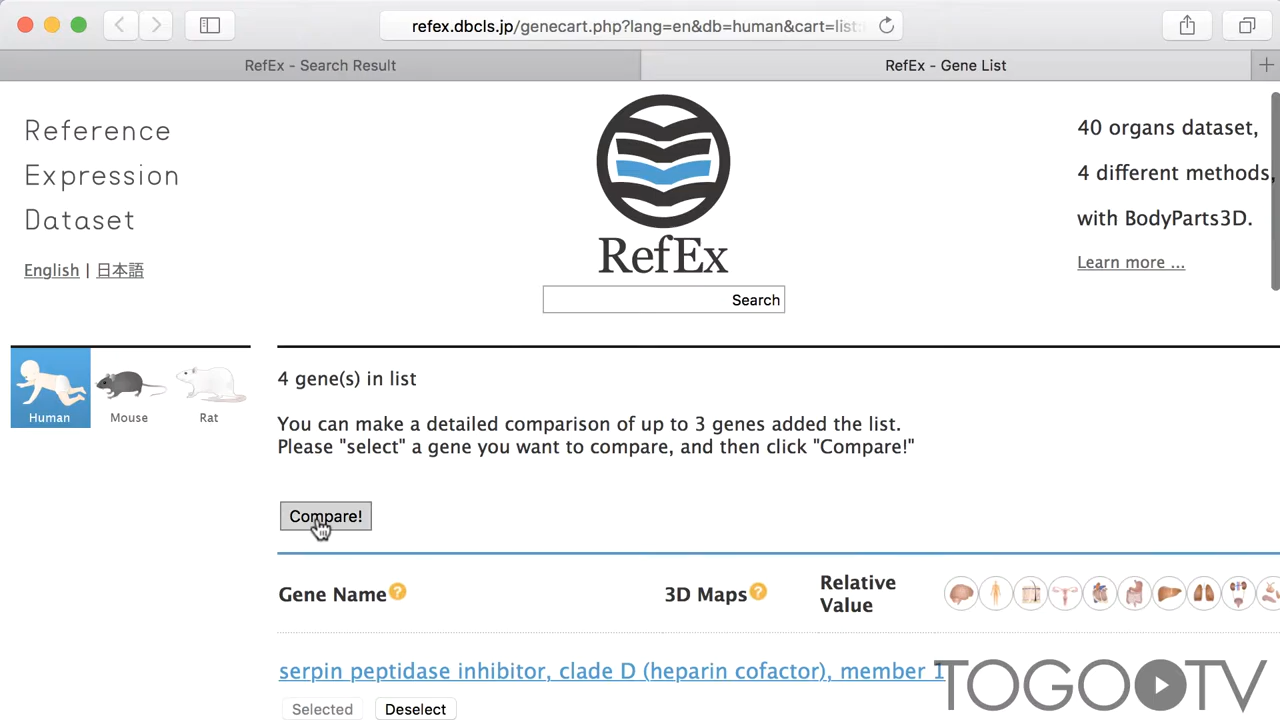 refex.dbcls.jp/genecart.php?lang=en&db=human&cart=list:
RefEx - Search Result
RefEx - Gene List
Reference
Expression
Dataset
English | 日本語
RefEx
Search
40 organs dataset,
4 different methods,
with BodyParts3D.
Learn more ...
Human
Mouse
Rat
4 gene(s) in list
You can make a detailed comparison of up to 3 genes added the list.
Please "select" a gene you want to compare, and then click "Compare!"
Compare!
Gene Name ?
3D Maps ?
Relative
Value
serpin peptidase inhibitor, clade D (heparin cofactor), member 1
Selected
Deselect
TOGO TV